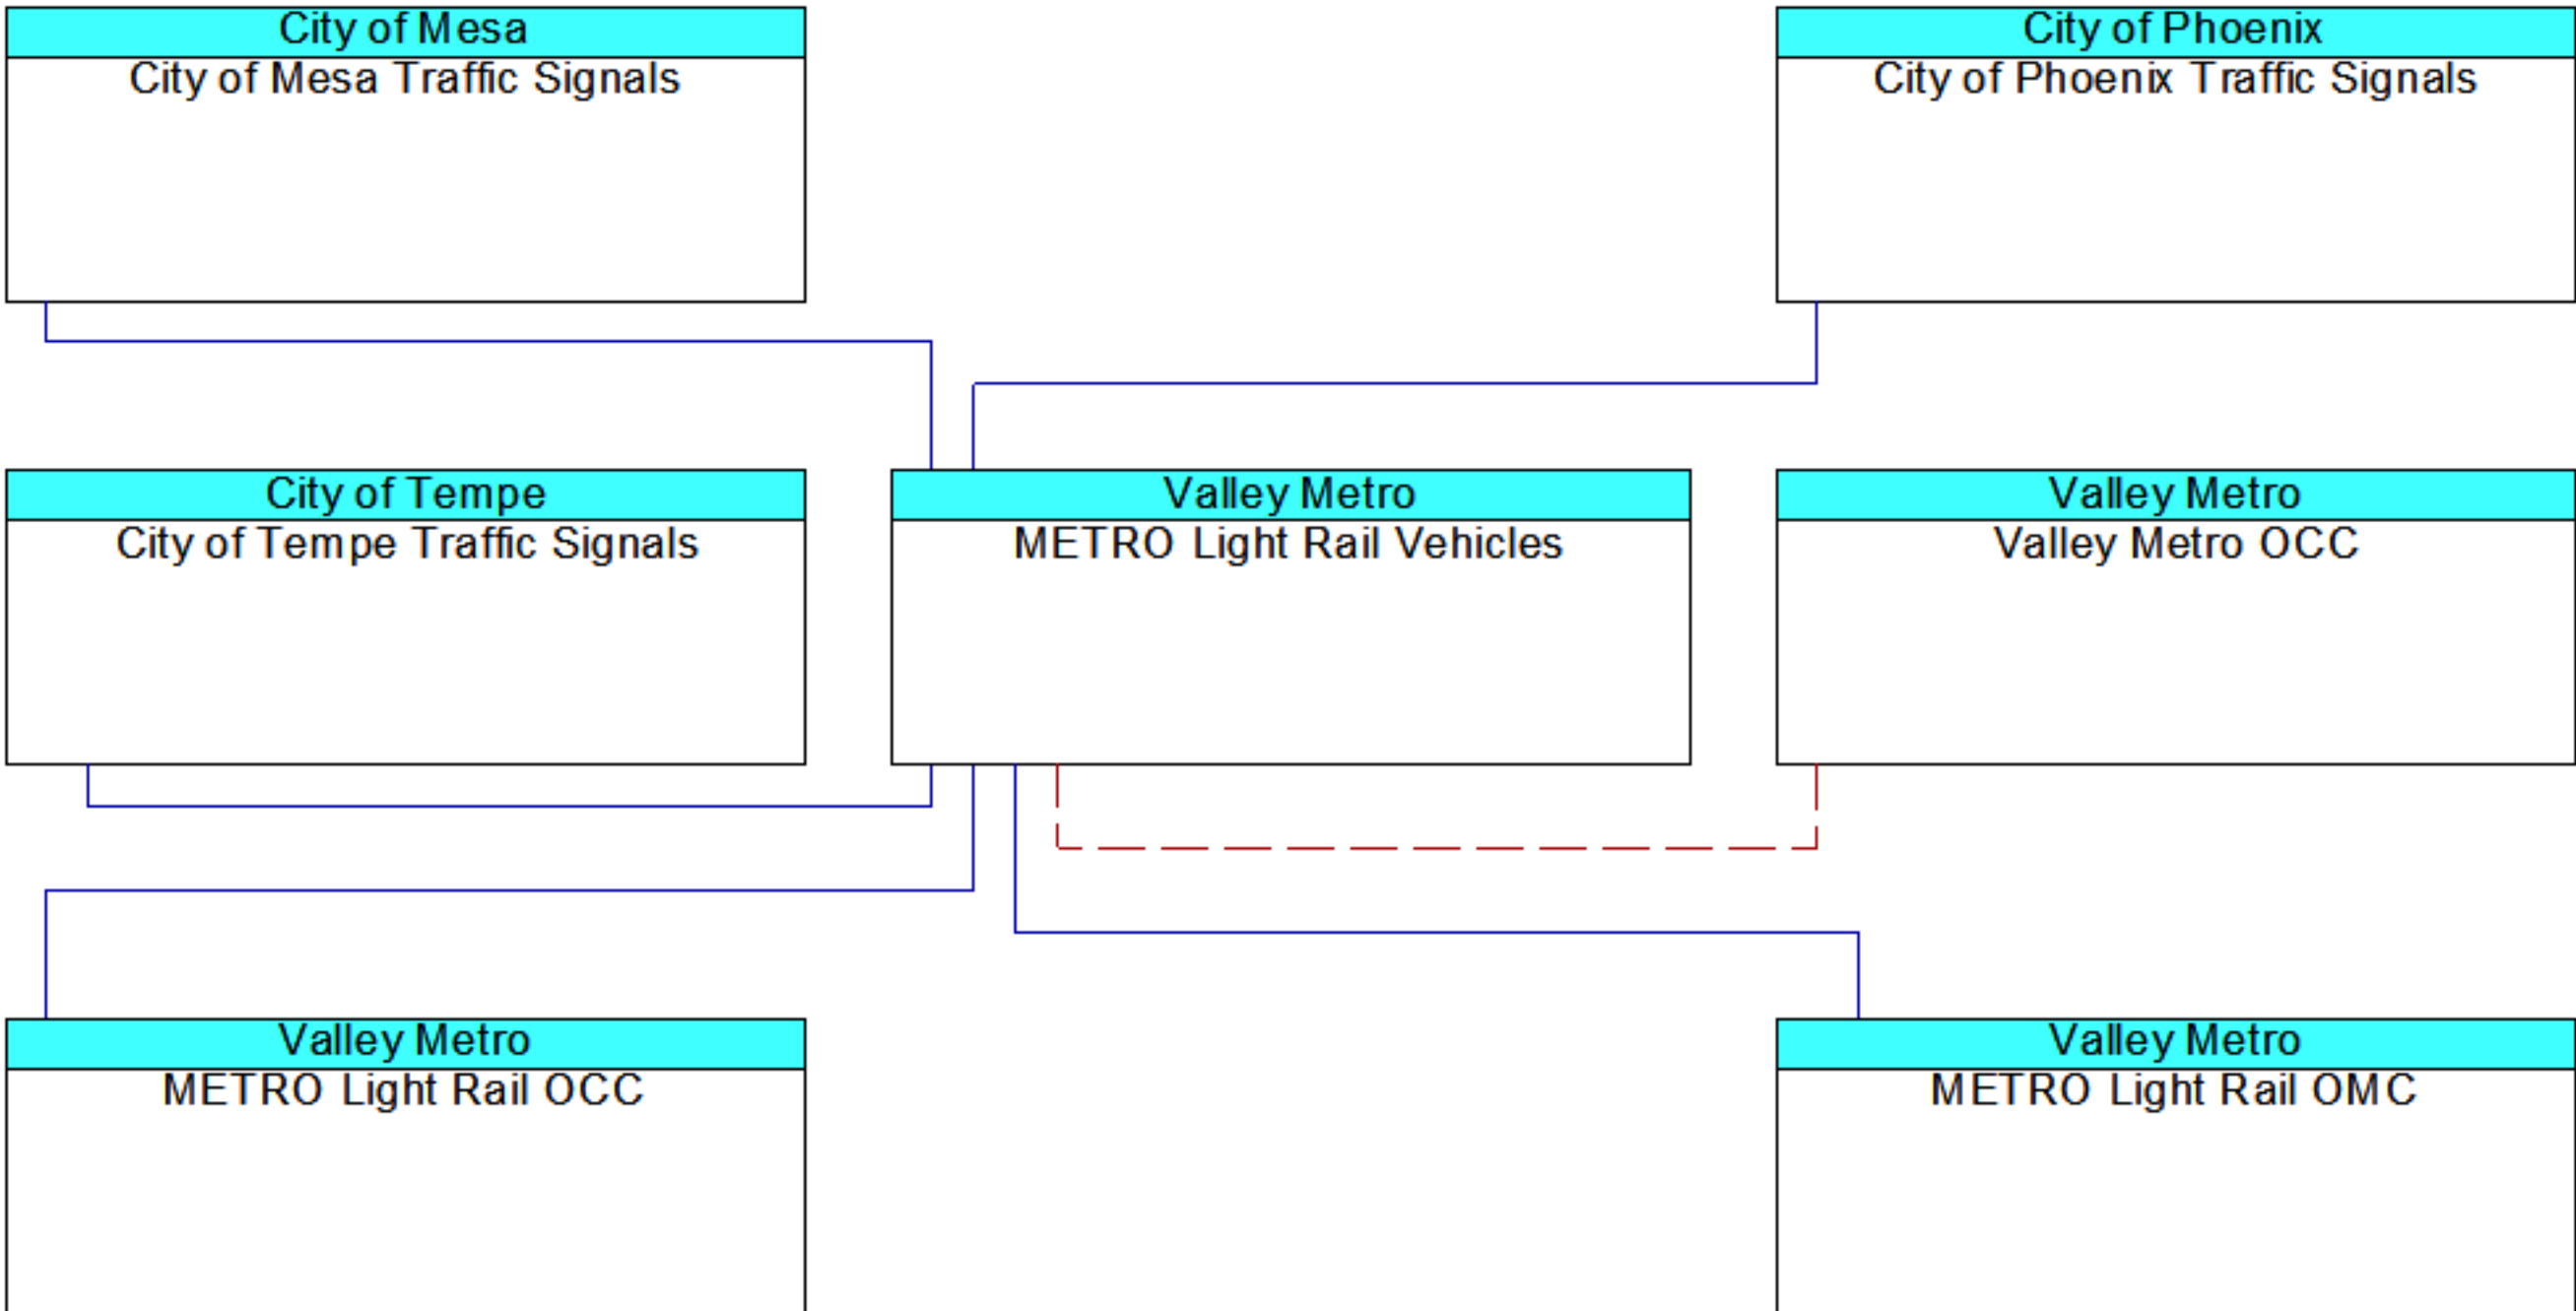 City of Mesa
City of Mesa Traffic Signals
City of Phoenix
City of Phoenix Traffic Signals
City of Tempe
City of Tempe Traffic Signals
Valley Metro
METRO Light Rail Vehicles
Valley Metro
Valley Metro OCC
Valley Metro
METRO Light Rail OCC
Valley Metro
METRO Light Rail OMC